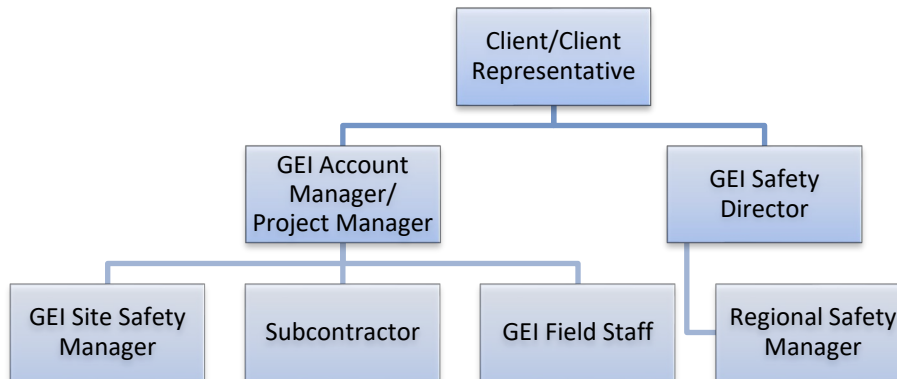 Client/Client
Representative
GEI Account
Manager/
Project Manager
GEI Safety
Director
GEI Site Safety
Manager
Subcontractor
GEI Field Staff
Regional Safety
Manager